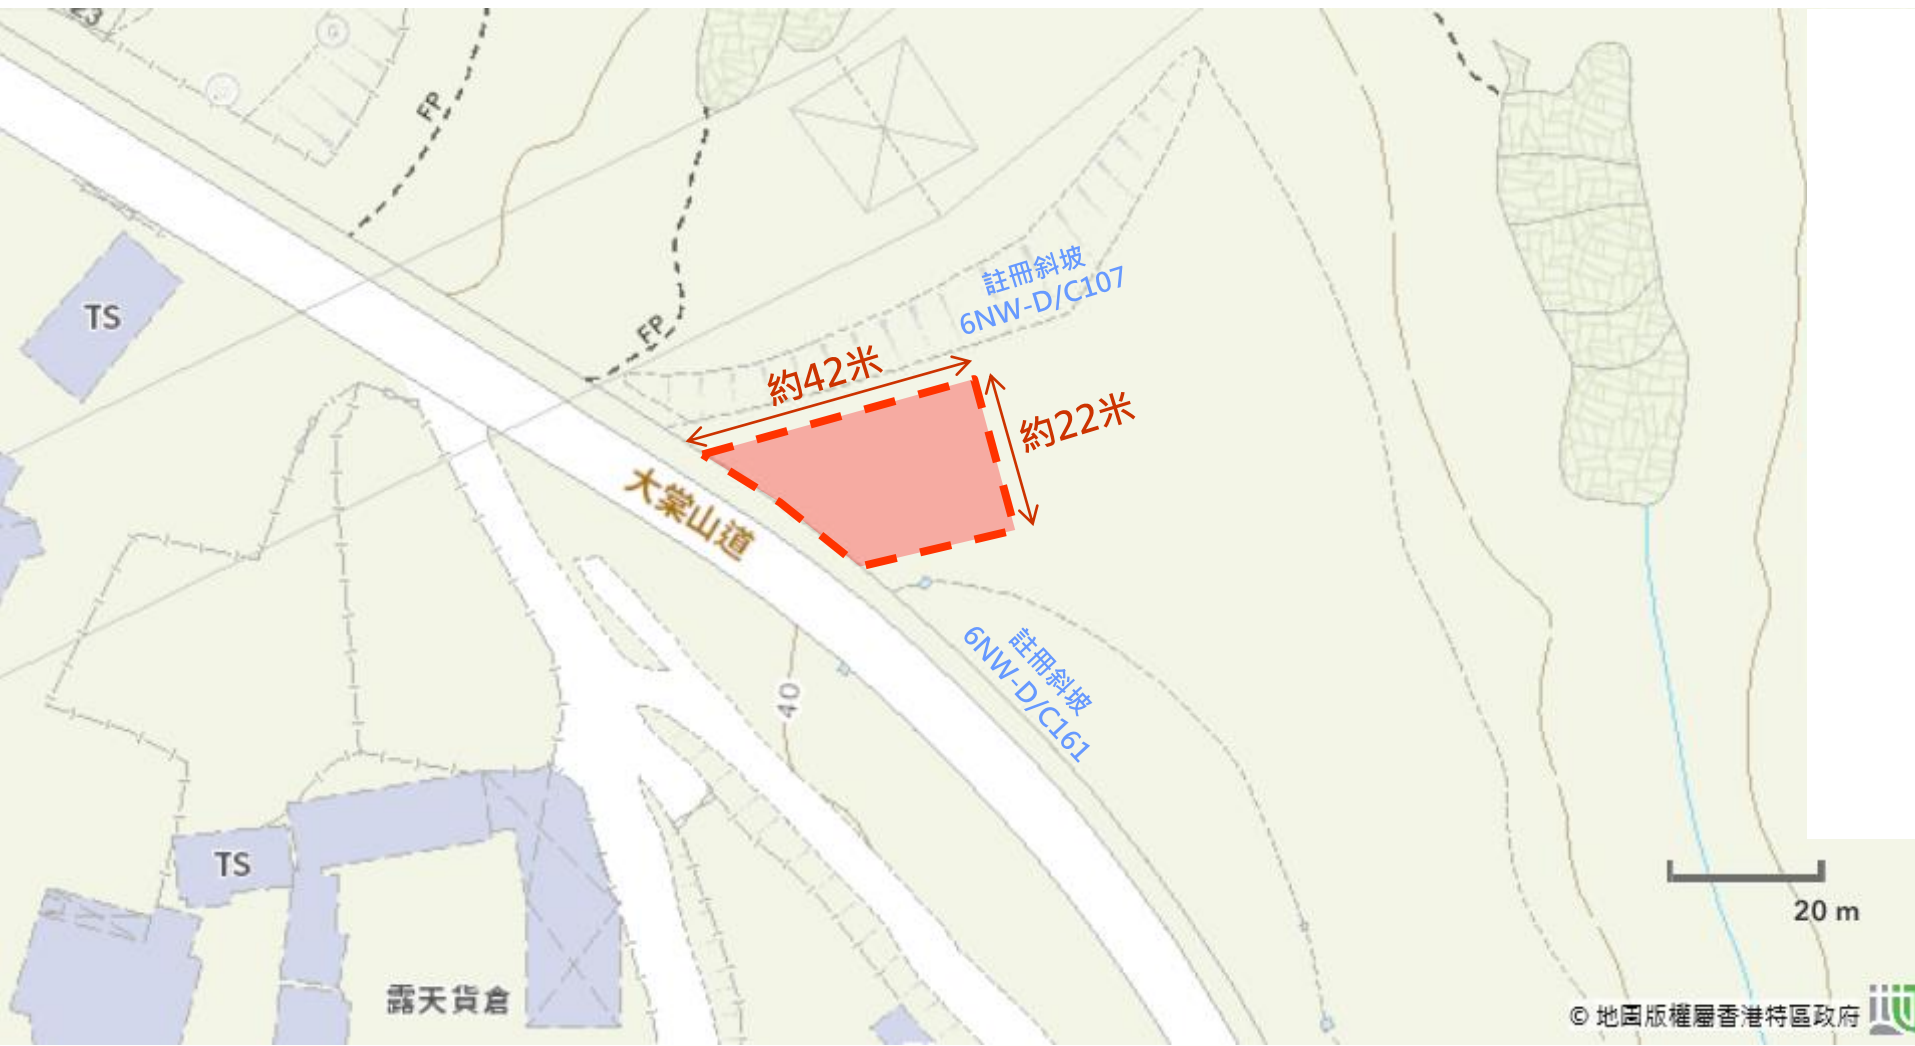 23
FP
TS
FP
註冊斜坡
6NW-D/C107
約42米
約22米
大棠山道
註冊斜坡
6NW-D/C161
40
TS
20 m
露天貨倉
© 地圖版權屬香港特區政府